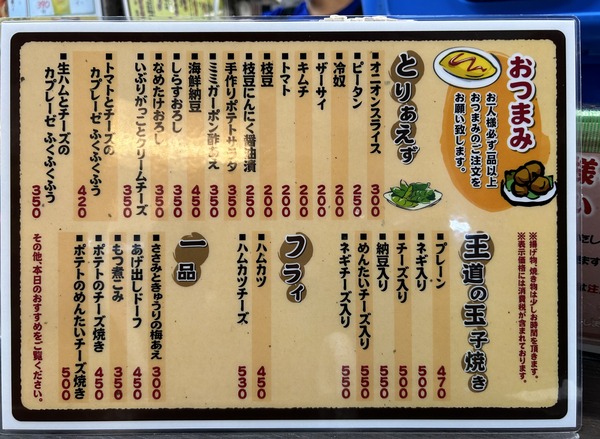 おつまみ
お一人様必ず一品以上
おつまみのご注文を
お願い致します。
とりぁえず
■オニオンスライス 300
■ピータン 250
■冷奴 200
■ザーサイ 200
■キムチ 200
■トマト 200
■枝豆 200
■枝豆にんにく醤油漬 250
■手作りポテトサラダ 350
■ミミガーポン酢あえ 350
■海鮮納豆 450
■しらすおろし 350
■なめたけおろし 350
■いぶりがっことクリームチーズ 350
■トマトとチーズの
カプレーゼ ふくふくふう 420
■生ハムとチーズの
カプレーゼ ふくふくふう 350
※揚げ物、焼き物は少しお時間を頂きます。
※表示価格には消費税が含まれております。
王道の玉子焼き
■プレーン 470
■ネギ入り 500
■チーズ入り 500
■納豆入り 550
■めんたいチーズ入り 550
■ネギチーズ入り 550
フライ
■ハムカツ 450
■ハムカツチーズ 530
一品
■ささみときゅうりの梅あえ 300
■あげ出しドーフ 450
■もつ煮こみ 350
■ポテトのチーズ焼き 450
■ポテトのめんたいチーズ焼き 500
その他、本日のおすすめをご覧ください。
様